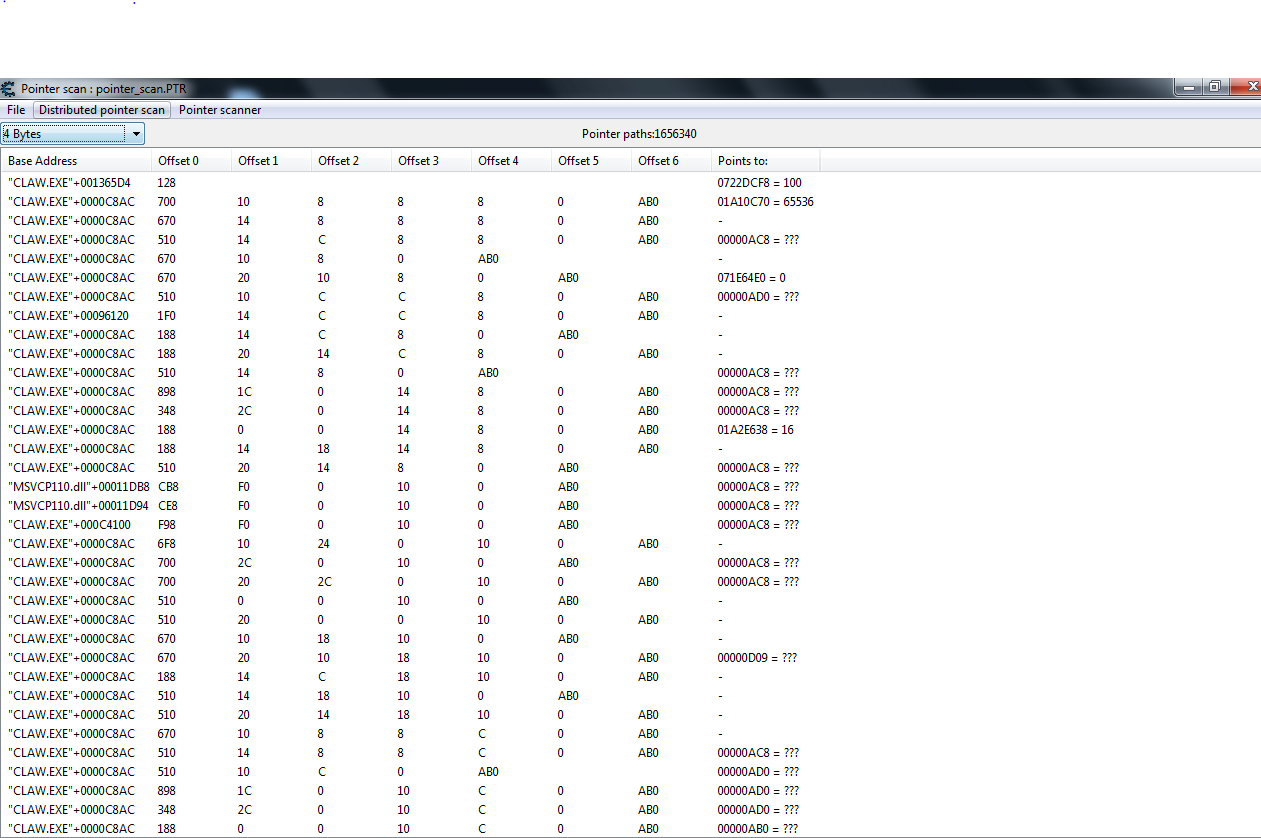 Pointer scan : pointer_scan.PTR
File Distributed pointer scan Pointer scanner
4 Bytes Pointer paths:1656340
Base Address Offset 0 Offset 1 Offset 2 Offset 3 Offset 4 Offset 5 Offset 6 Points to:
"CLAW.EXE"+001365D4 128 0722DCF8 = 100
"CLAW.EXE"+0000C8AC 700 10 8 8 8 0 AB0 01A10C70 = 65536
"CLAW.EXE"+0000C8AC 670 14 8 8 8 0 AB0 -
"CLAW.EXE"+0000C8AC 510 14 C 8 8 0 AB0 00000AC8 = ???
"CLAW.EXE"+0000C8AC 670 10 8 0 AB0 -
"CLAW.EXE"+0000C8AC 670 20 10 8 0 AB0 071E64E0 = 0
"CLAW.EXE"+0000C8AC 510 10 C C 8 0 AB0 00000AD0 = ???
"CLAW.EXE"+00096120 1F0 14 C C 8 0 AB0 -
"CLAW.EXE"+0000C8AC 188 14 C 8 0 AB0 -
"CLAW.EXE"+0000C8AC 188 20 14 C 8 0 AB0 -
"CLAW.EXE"+0000C8AC 510 14 8 0 AB0 00000AC8 = ???
"CLAW.EXE"+0000C8AC 898 1C 0 14 8 0 AB0 00000AC8 = ???
"CLAW.EXE"+0000C8AC 348 2C 0 14 8 0 AB0 00000AC8 = ???
"CLAW.EXE"+0000C8AC 188 0 0 14 8 0 AB0 01A2E638 = 16
"CLAW.EXE"+0000C8AC 188 14 18 14 8 0 AB0 -
"CLAW.EXE"+0000C8AC 510 20 14 8 0 AB0 00000AC8 = ???
"MSVCP110.dll"+00011DB8 CB8 F0 0 10 0 AB0 00000AC8 = ???
"MSVCP110.dll"+00011D94 CE8 F0 0 10 0 AB0 00000AC8 = ???
"CLAW.EXE"+000C4100 F98 F0 0 10 0 AB0 00000AC8 = ???
"CLAW.EXE"+0000C8AC 6F8 10 24 0 10 0 AB0 -
"CLAW.EXE"+0000C8AC 700 2C 0 10 0 AB0 00000AC8 = ???
"CLAW.EXE"+0000C8AC 700 20 2C 0 10 0 AB0 00000AC8 = ???
"CLAW.EXE"+0000C8AC 510 0 0 10 0 AB0 -
"CLAW.EXE"+0000C8AC 510 20 0 0 10 0 AB0 -
"CLAW.EXE"+0000C8AC 670 10 18 10 0 AB0 -
"CLAW.EXE"+0000C8AC 670 20 10 18 10 0 AB0 00000D09 = ???
"CLAW.EXE"+0000C8AC 188 14 C 18 10 0 AB0 -
"CLAW.EXE"+0000C8AC 510 14 18 10 0 AB0 -
"CLAW.EXE"+0000C8AC 510 20 14 18 10 0 AB0 -
"CLAW.EXE"+0000C8AC 670 10 8 8 C 0 AB0 -
"CLAW.EXE"+0000C8AC 510 14 8 8 C 0 AB0 00000AC8 = ???
"CLAW.EXE"+0000C8AC 510 10 C 0 AB0 00000AD0 = ???
"CLAW.EXE"+0000C8AC 898 1C 0 10 C 0 AB0 00000AD0 = ???
"CLAW.EXE"+0000C8AC 348 2C 0 10 C 0 AB0 00000AD0 = ???
"CLAW.EXE"+0000C8AC 188 0 0 10 C 0 AB0 00000AB0 = ???